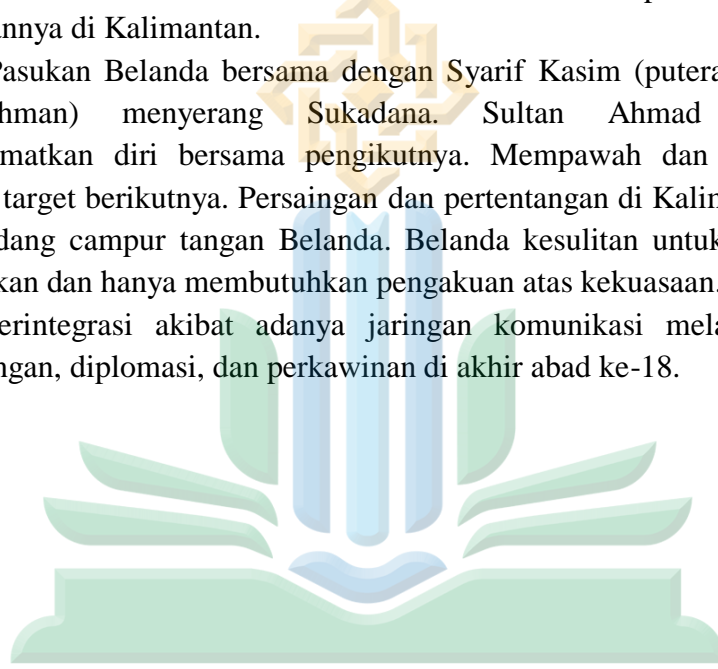 annya di Kalimantan.
Pasukan Belanda bersama dengan Syarif Kasim (putera
hman) menyerang Sukadana. Sultan Ahmad
matkan diri bersama pengikutnya. Mempawah dan
target berikutnya. Persaingan dan pertentangan di Kalim
dang campur tangan Belanda. Belanda kesulitan untuk
kan dan hanya membutuhkan pengakuan atas kekuasaan.
erintegrasi akibat adanya jaringan komunikasi mela
ngan, diplomasi, dan perkawinan di akhir abad ke-18.